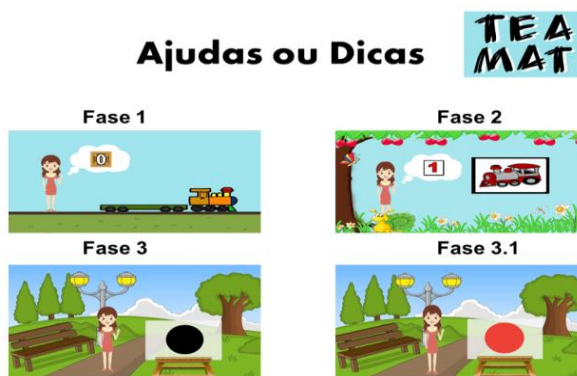 Ajudas ou Dicas
TEA
MAT
Fase 1
Fase 2
0
1
Fase 3
Fase 3.1